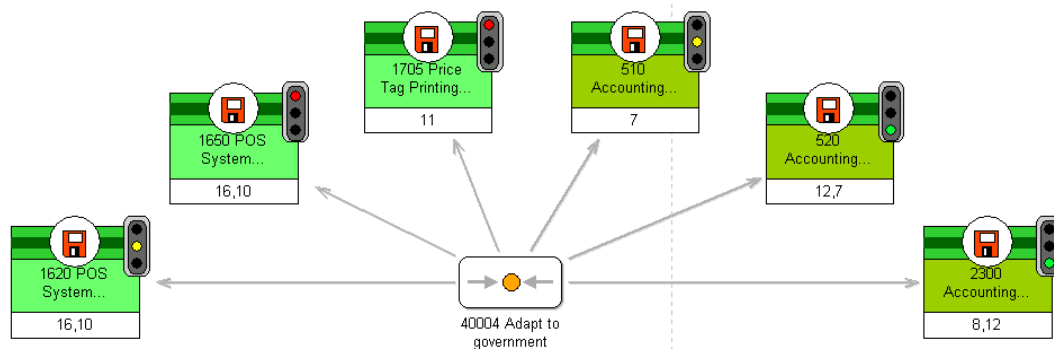 1705 Price
Tag Printing...
11
510
Accounting...
7
1650 POS
System...
16,10
520
Accounting...
12,7
1620 POS
System...
16,10
2300
Accounting...
8,12
40004 Adapt to
government